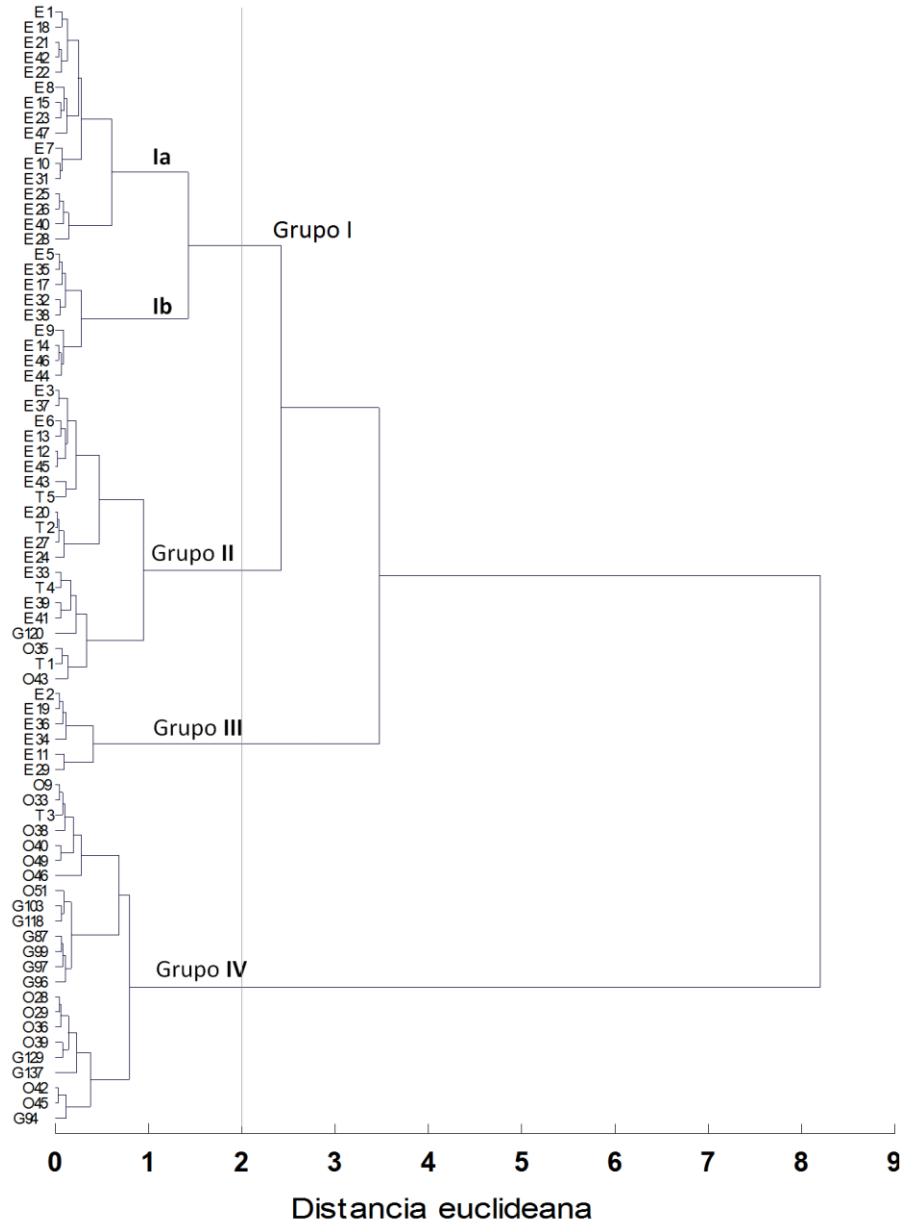 E1
E18
E21
E42
E22
E8
E15
E23
E47
E7
E10
E31
Ia
E25
E26
E40
E28
Grupo I
E5
E35
E17
E32
E38
Ib
E9
E14
E46
E44
E3
E37
E6
E13
E12
E45
E43
T5
E20
T2
E27
E24
Grupo II
E33
T4
E39
E41
G120
O35
T1
O43
E2
E19
E36
E34
Grupo III
E11
E29
O9
O33
T3
O38
O40
O49
O46
O51
G103
G118
G87
G99
G97
G96
Grupo IV
O28
O29
O36
O39
G129
G137
O42
O45
G94
0 1 2 3 4 5 6 7 8 9
Distancia euclideana